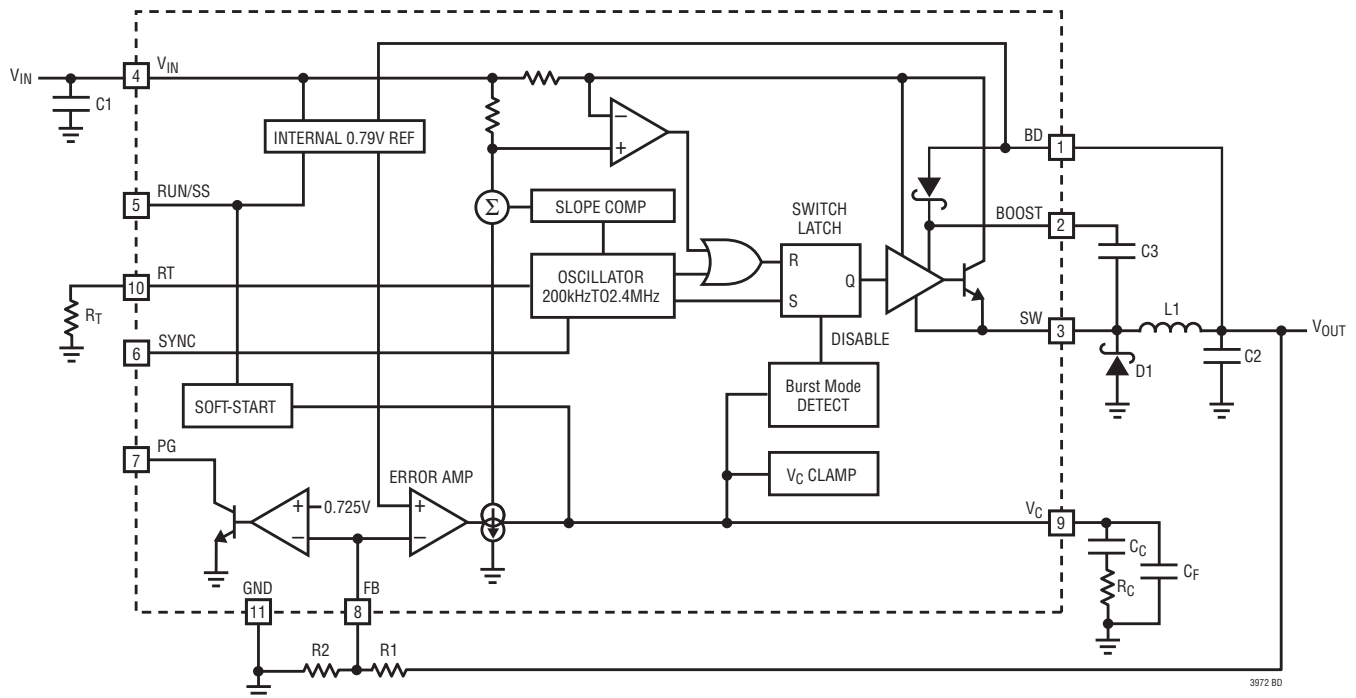 V_IN
C1
4
V_IN
INTERNAL 0.79V REF
5
RUN/SS
10
RT
R_T
6
SYNC
SOFT-START
7
PG
−
+
Σ
SLOPE COMP
OSCILLATOR
200kHzTO2.4MHz
SWITCH
LATCH
R
S
Q
DISABLE
Burst Mode
DETECT
V_C CLAMP
BD
1
BOOST
2
C3
SW
3
L1
D1
C2
V_OUT
+
0.725V
−
ERROR AMP
+
−
V_C
9
C_C
R_C
C_F
GND
11
FB
8
R2
R1
3972 BD